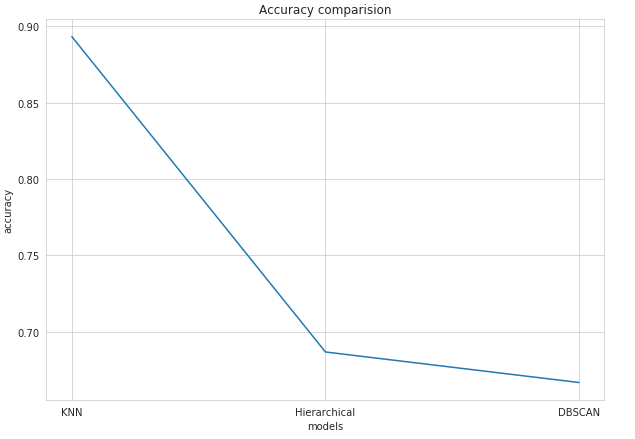 Accuracy comparision
0.90
0.85
0.80
0.75
0.70
accuracy
KNN Hierarchical DBSCAN
models